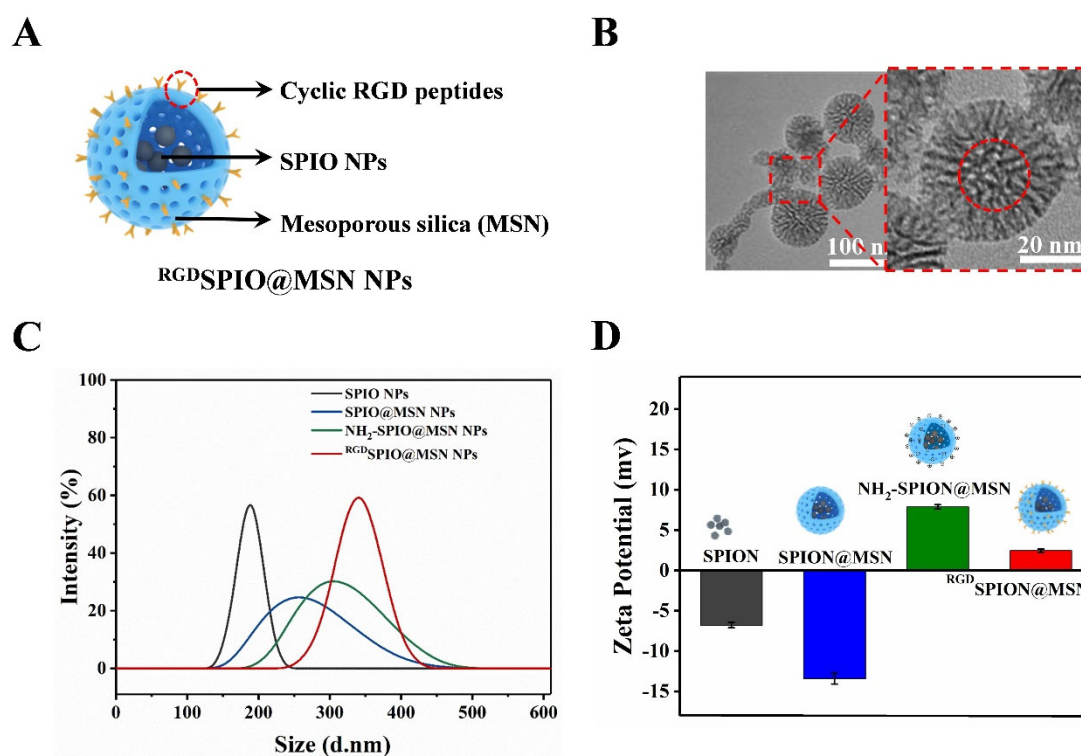 A
Cyclic RGD peptides
SPIO NPs
Mesoporous silica (MSN)
RGDSPIO@MSN NPs
B
100 n
20 nm
C
100
80
60
40
20
0
Intensity (%)
SPIO NPs
SPIO@MSN NPs
NH2-SPIO@MSN NPs
RGDSPIO@MSN NPs
0 100 200 300 400 500 600
Size (d.nm)
D
20
15
10
5
0
-5
-10
-15
Zeta Potential (mv)
SPION
SPION@MSN
NH2-SPION@MSN
RGDSPION@MSN